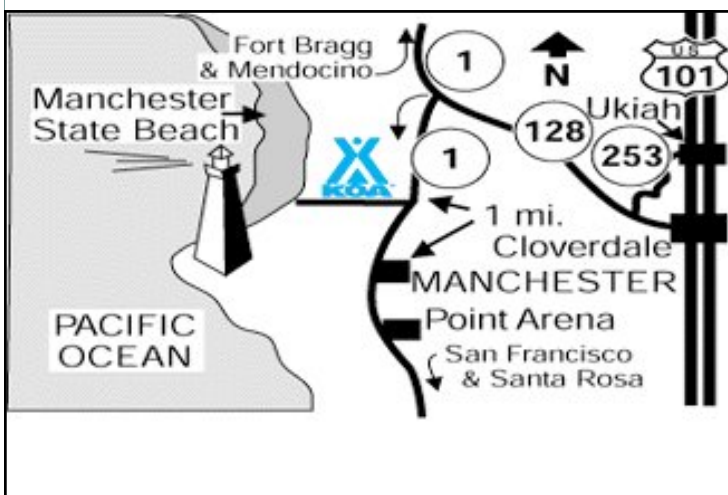 Fort Bragg
& Mendocino
1
N
U S
101
Manchester
State Beach
Ukiah
128
253
KOA
1
1 mi.
Cloverdale
MANCHESTER
PACIFIC
OCEAN
Point Arena
San Francisco
& Santa Rosa